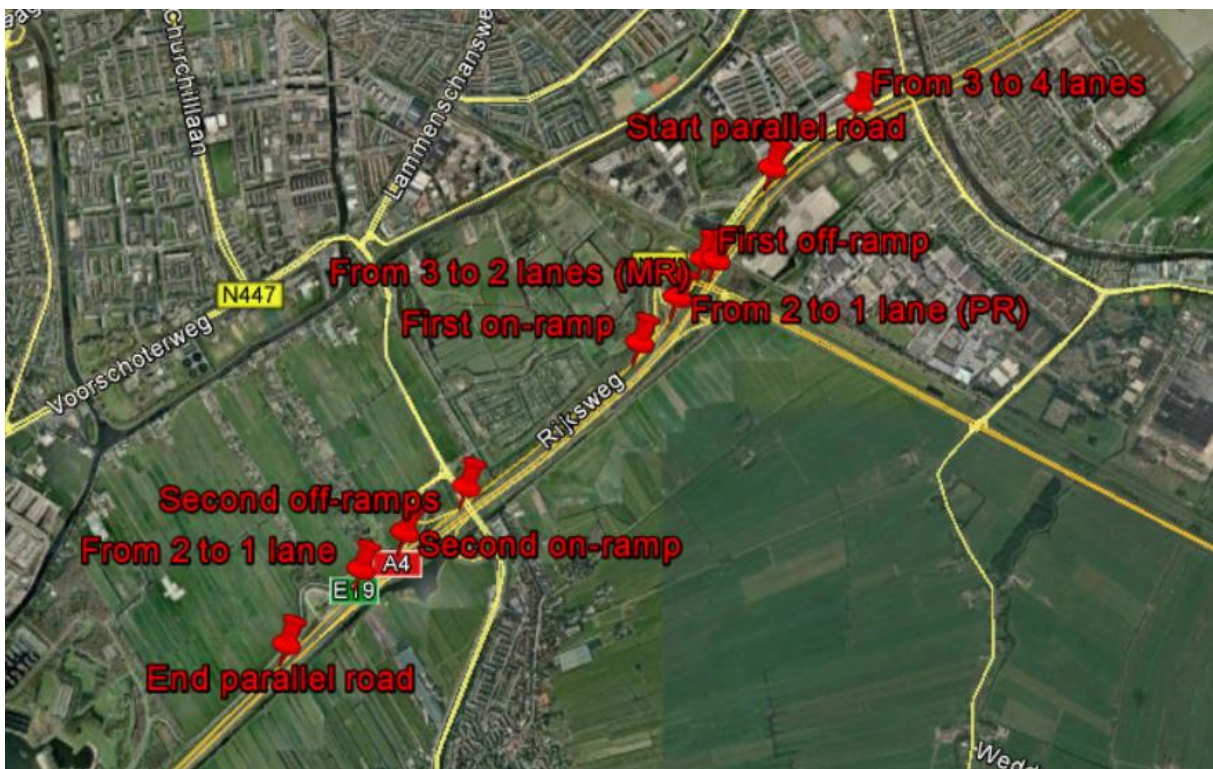 Churchilllaan
Lammenschanswe
From 3 to 4 lanes
Start parallel road
First off-ramp
From 3 to 2 lanes (MR)
N447
From 2 to 1 lane (PR)
First on-ramp
Voorschoterweg
Rijksweg
Second off-ramps
Second on-ramp
From 2 to 1 lane
A4
E19
End parallel road
Wedd